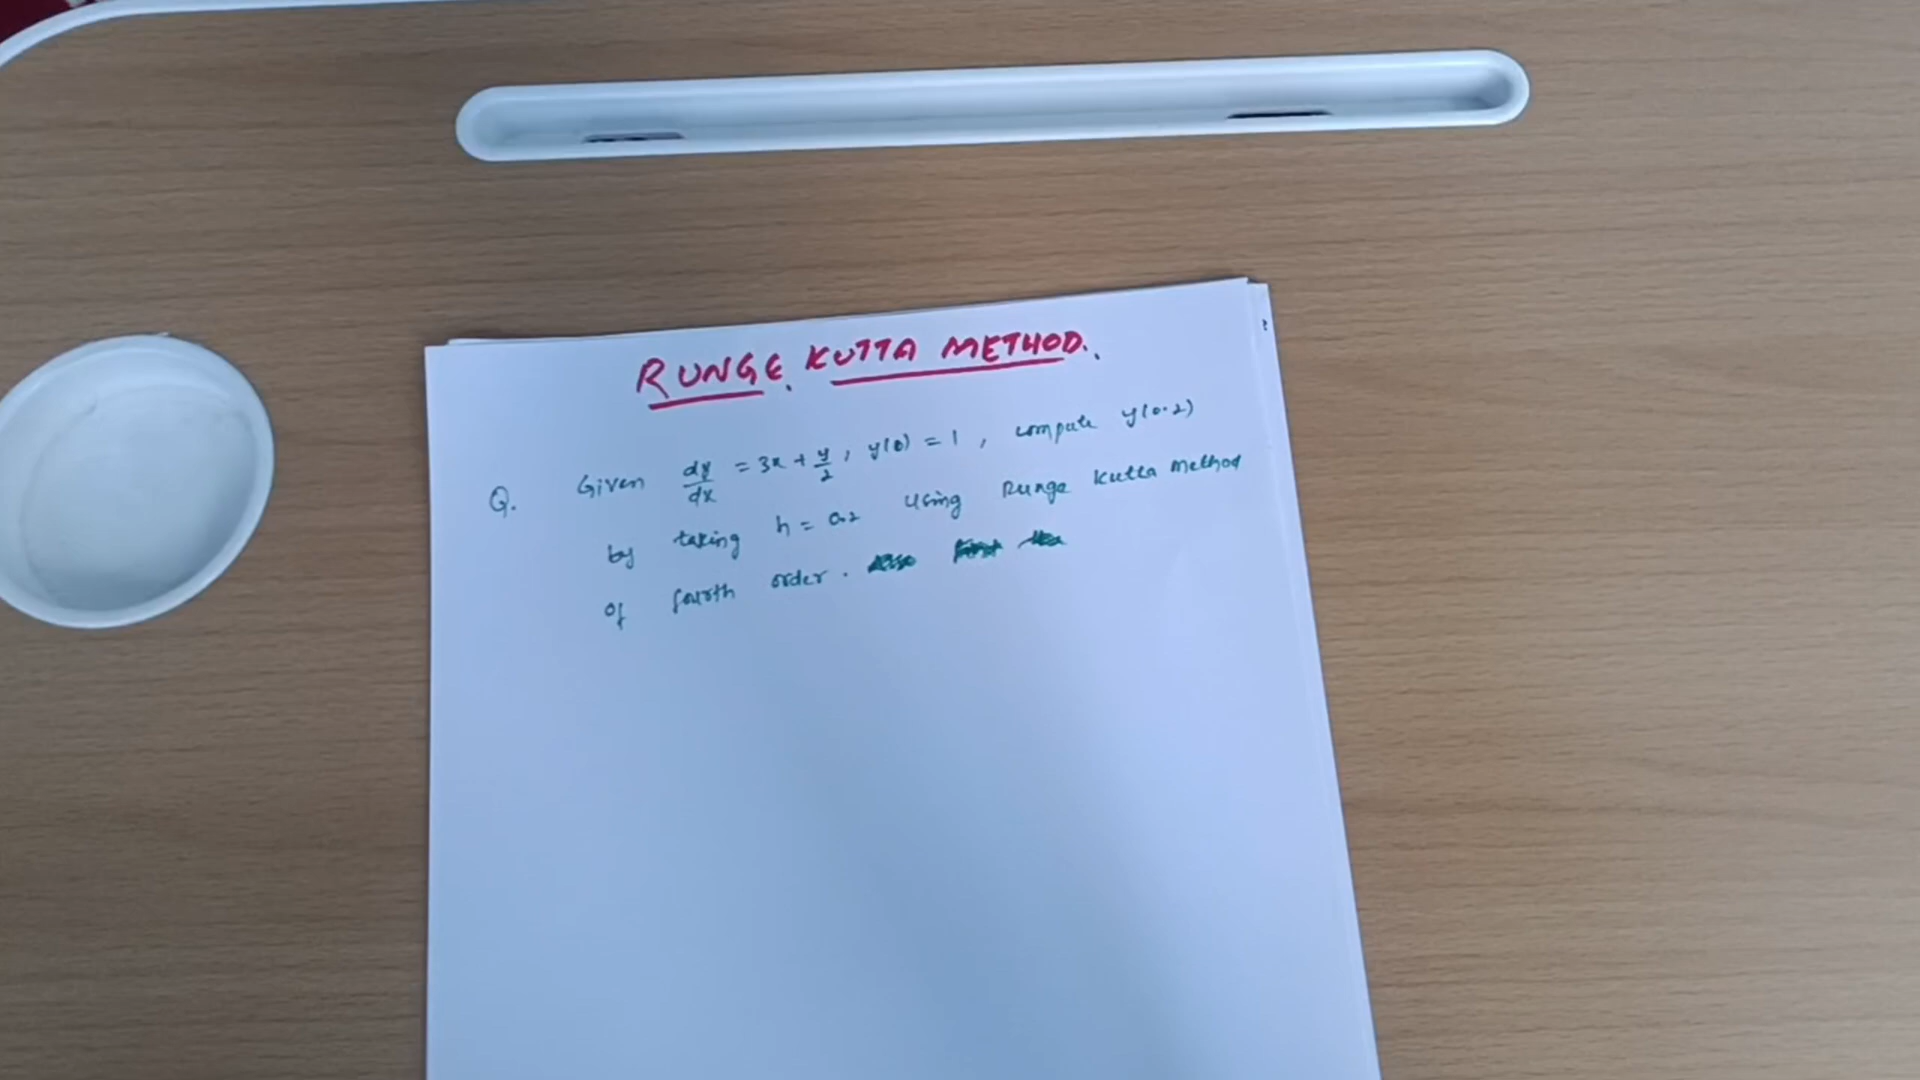 RUNGE KUTTA METHOD.
Q. Given dy/dx = 3x + y/2, y(0) = 1, compute y(0.2)
by taking h = 0.2 using Runge Kutta Method
of fourth order.